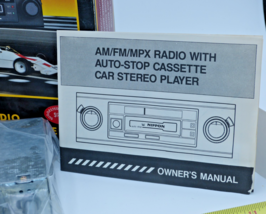 AM/FM/MPX RADIO WITH
AUTO-STOP CASSETTE
CAR STEREO PLAYER
OWNER'S MANUAL